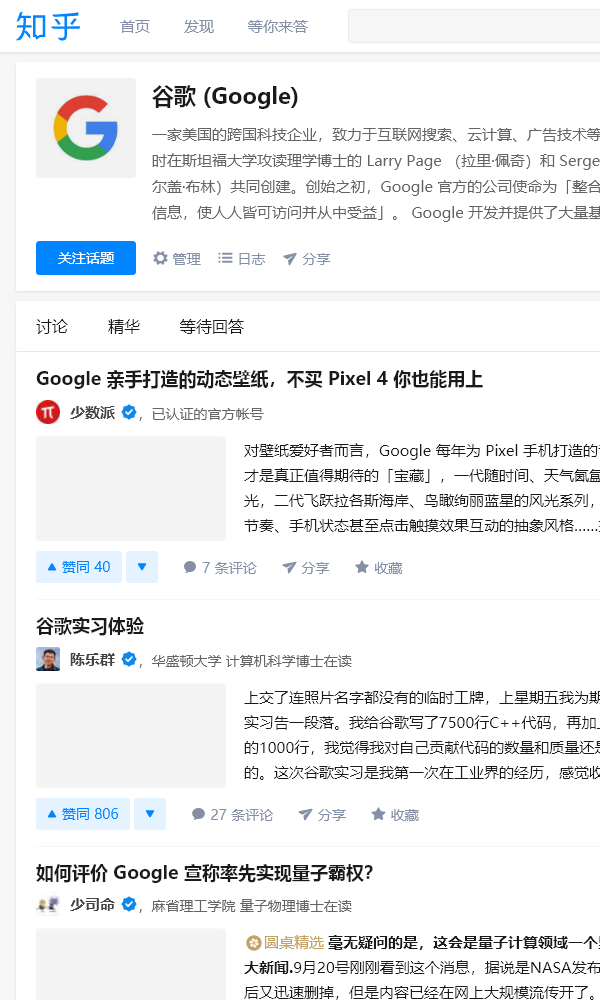 知乎 首页 发现 等你来答
谷歌 (Google)
一家美国的跨国科技企业，致力于互联网搜索、云计算、广告技术等
时在斯坦福大学攻读理学博士的 Larry Page （拉里·佩奇）和 Serge
尔盖·布林）共同创建。创始之初，Google 官方的公司使命为「整合
信息，使人人皆可访问并从中受益」。 Google 开发并提供了大量基
关注话题 管理 日志 分享
讨论 精华 等待回答
Google 亲手打造的动态壁纸，不买 Pixel 4 你也能用上
少数派 ，已认证的官方帐号
对壁纸爱好者而言，Google 每年为 Pixel 手机打造的
才是真正值得期待的「宝藏」，一代随时间、天气氤氲
光，二代飞跃拉各斯海岸、鸟瞰绚丽蓝星的风光系列，
节奏、手机状态甚至点击触摸效果互动的抽象风格……
赞同 40 7 条评论 分享 收藏
谷歌实习体验
陈乐群 ，华盛顿大学 计算机科学博士在读
上交了连照片名字都没有的临时工牌，上星期五我为期
实习告一段落。我给谷歌写了7500行C++代码，再加上
的1000行，我觉得我对自己贡献代码的数量和质量还是
的。这次谷歌实习是我第一次在工业界的经历，感觉收
赞同 806 27 条评论 分享 收藏
如何评价 Google 宣称率先实现量子霸权？
少司命 ，麻省理工学院 量子物理博士在读
圆桌精选 毫无疑问的是，这会是量子计算领域一个
大新闻.9月20号刚刚看到这个消息，据说是NASA发布
后又迅速删掉，但是内容已经在网上大规模流传开了。